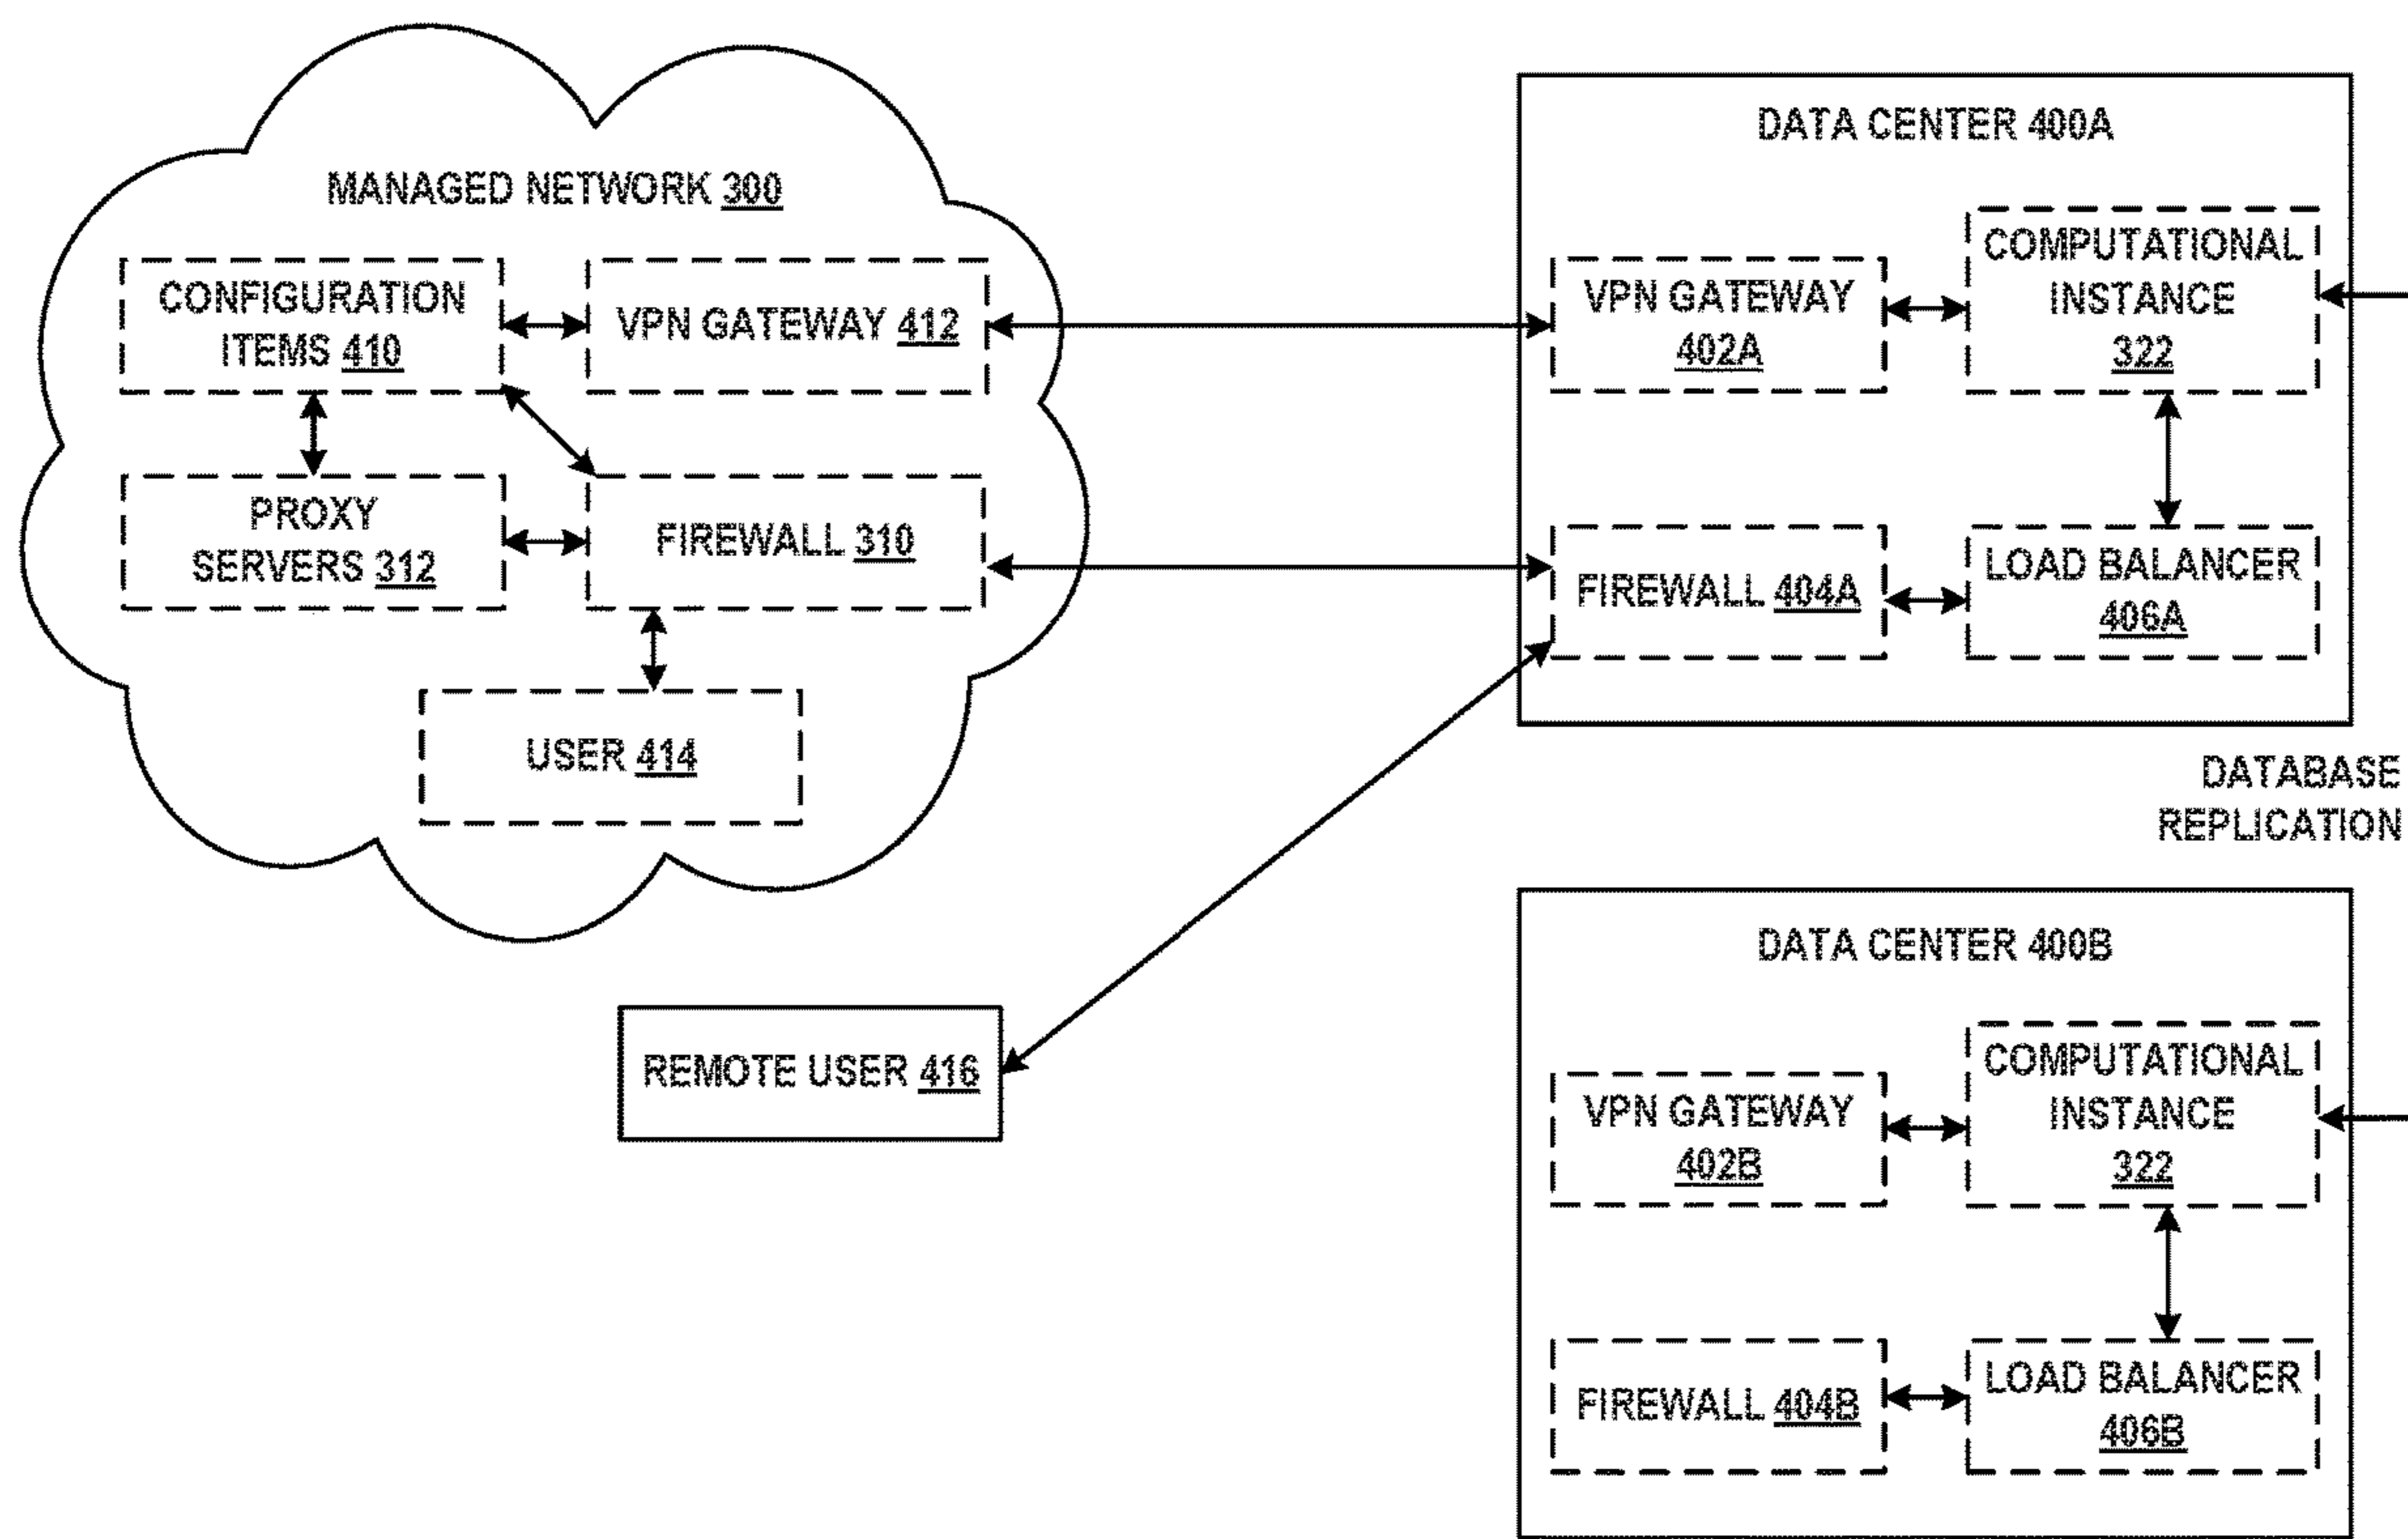 MANAGED NETWORK 300
CONFIGURATION
ITEMS 410
VPN GATEWAY 412
PROXY
SERVERS 312
FIREWALL 310
USER 414
REMOTE USER 416
DATA CENTER 400A
VPN GATEWAY
402A
COMPUTATIONAL
INSTANCE
322
FIREWALL 404A
LOAD BALANCER
406A
DATABASE
REPLICATION
DATA CENTER 400B
VPN GATEWAY
402B
COMPUTATIONAL
INSTANCE
322
FIREWALL 404B
LOAD BALANCER
406B